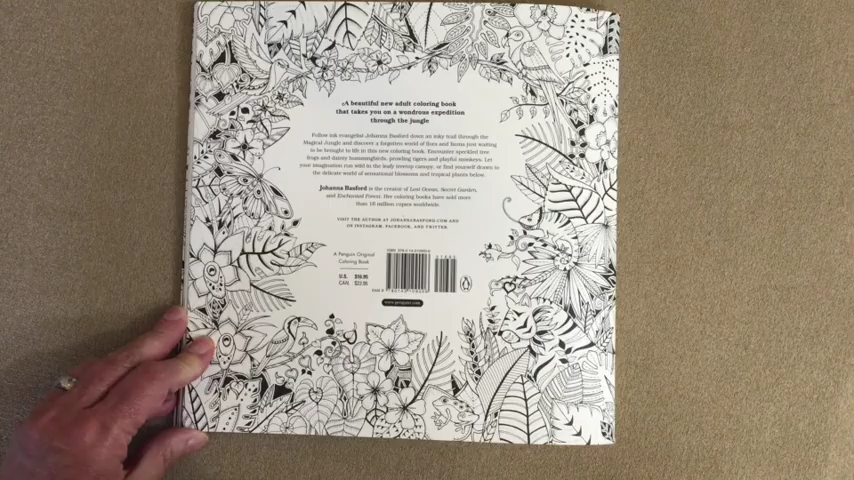 A beautiful new adult coloring book
that takes you on a wondrous expedition
through the jungle
Follow ink evangelist Johanna Basford down an inky trail through the
Magical Jungle and discover a forgotten world of flora and fauna just waiting
to be brought to life in this new coloring book. Encounter speckled tree
frogs and dainty hummingbirds, prowling tigers and playful monkeys. Let
your imagination run wild in the leafy treetop canopy, or find yourself drawn to
the delicate world of sensational blossoms and tropical plants below.
Johanna Basford is the creator of Lost Ocean, Secret Garden,
and Enchanted Forest. Her coloring books have sold more
than 16 million copies worldwide.
VISIT THE AUTHOR AT JOHANNABASFORD.COM AND
ON INSTAGRAM, FACEBOOK, AND TWITTER.
A Penguin Original
Coloring Book
U.S. $16.95
CAN. $22.95
ISBN
www.penguin.com